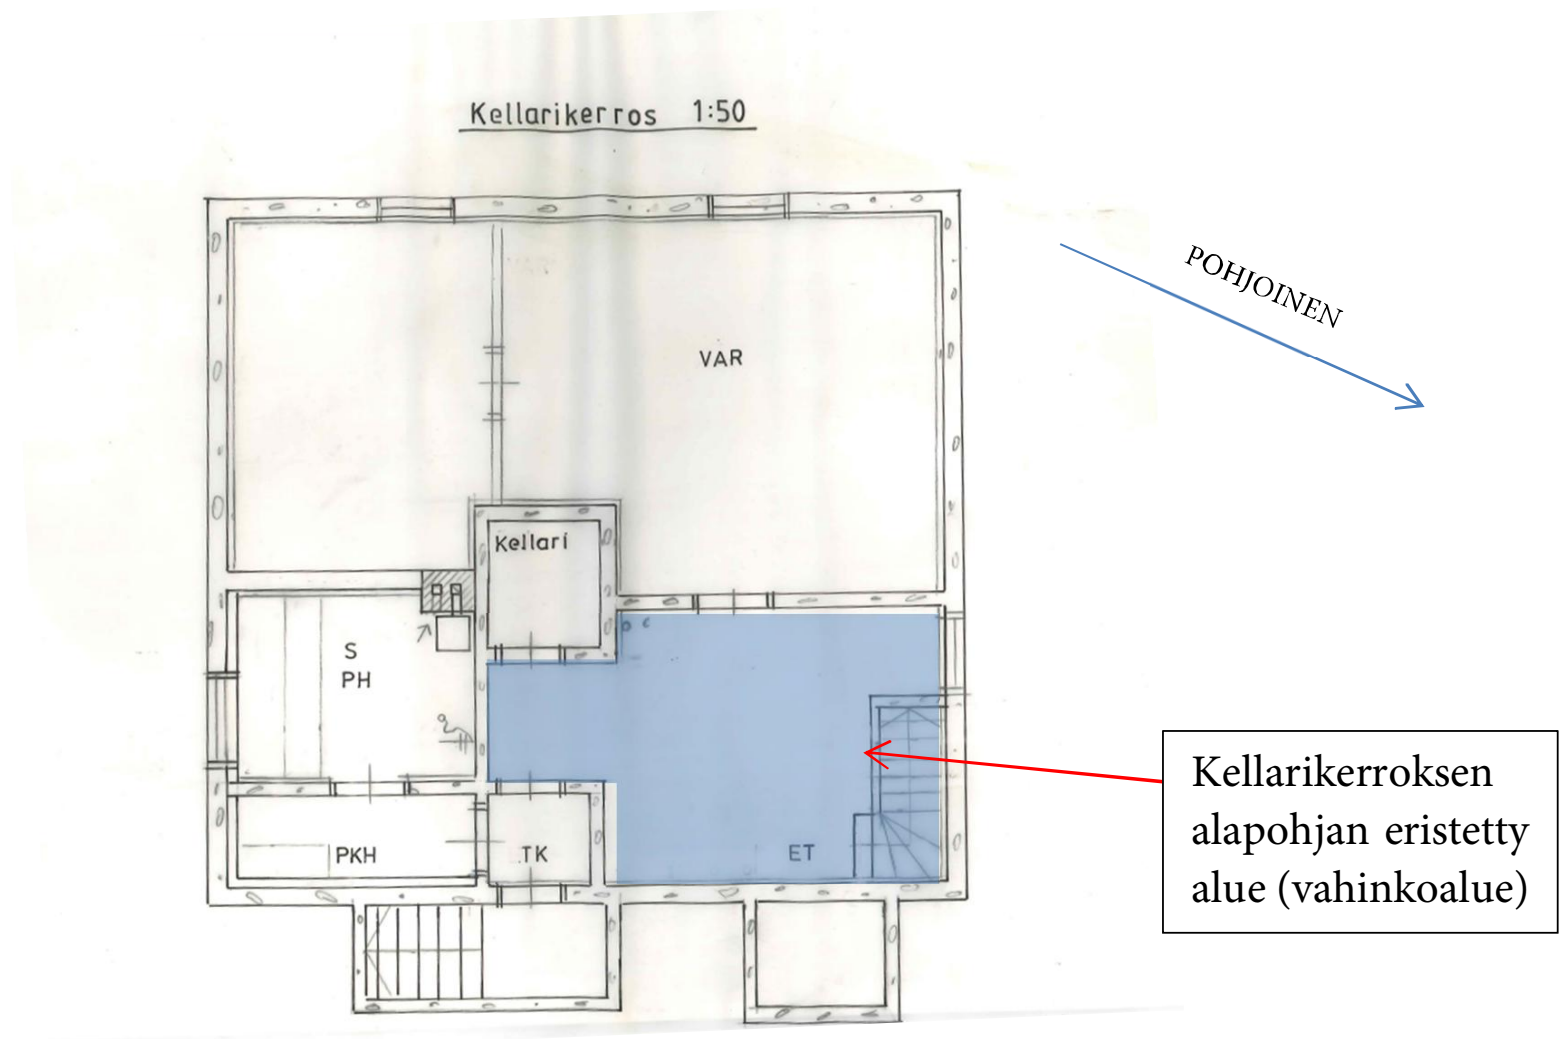 Kellarikerros 1:50
POHJOINEN
VAR
Kellari
S
PH
Kellarikerroksen
alapohjan eristetty
alue (vahinkoalue)
PKH
TK
ET